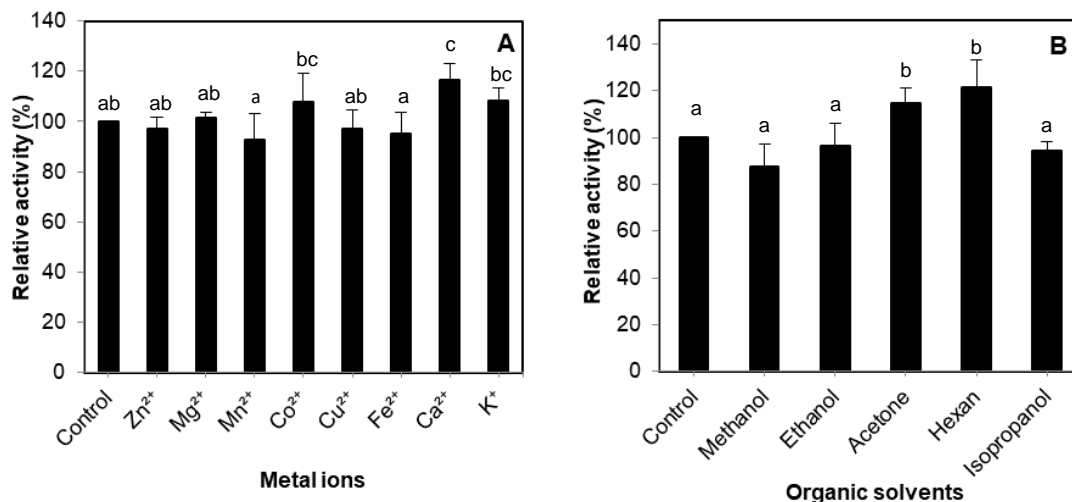 A
Relative activity (%)
140
120
100
80
60
40
20
0
ab
ab
ab
a
bc
ab
a
c
bc
Control
Zn²⁺
Mg²⁺
Mn²⁺
Co²⁺
Cu²⁺
Fe²⁺
Ca²⁺
K⁺
Metal ions
B
Relative activity (%)
140
120
100
80
60
40
20
0
a
a
a
b
b
a
Control
Methanol
Ethanol
Acetone
Hexan
Isopropanol
Organic solvents